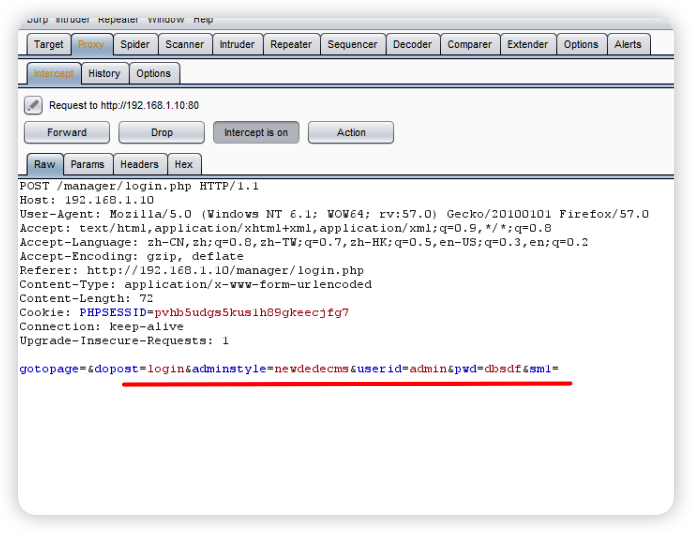 Burp Intruder Repeater Window Help
Target Proxy Spider Scanner Intruder Repeater Sequencer Decoder Comparer Extender Options Alerts
Intercept History Options
Request to http://192.168.1.10:80
Forward Drop Intercept is on Action
Raw Params Headers Hex
POST /manager/login.php HTTP/1.1
Host: 192.168.1.10
User-Agent: Mozilla/5.0 (Windows NT 6.1; WOW64; rv:57.0) Gecko/20100101 Firefox/57.0
Accept: text/html,application/xhtml+xml,application/xml;q=0.9,*/*;q=0.8
Accept-Language: zh-CN,zh;q=0.8,zh-TW;q=0.7,zh-HK;q=0.5,en-US;q=0.3,en;q=0.2
Accept-Encoding: gzip, deflate
Referer: http://192.168.1.10/manager/login.php
Content-Type: application/x-www-form-urlencoded
Content-Length: 72
Cookie: PHPSESSID=pvhb5udgs5kus1h89gkeecjfg7
Connection: keep-alive
Upgrade-Insecure-Requests: 1
gotopage=&dopost=login&adminstyle=newdedecms&userid=admin&pwd=dbsdf&sm1=